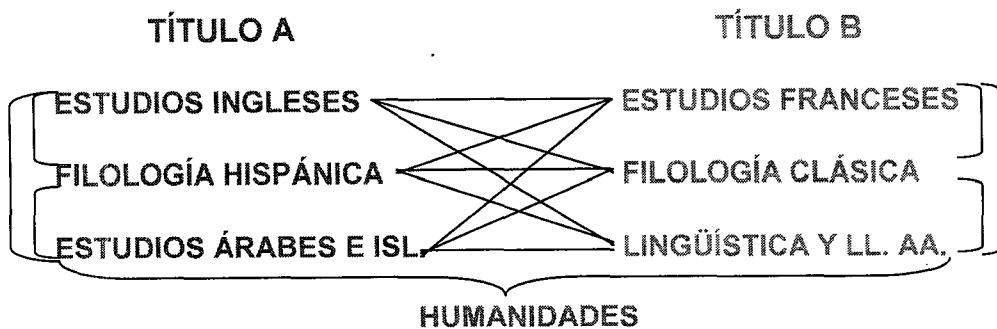 TÍTULO A
TÍTULO B
ESTUDIOS INGLESES
ESTUDIOS FRANCESES
FILOLOGÍA HISPÁNICA
FILOLOGÍA CLÁSICA
ESTUDIOS ÁRABES E ISL.
LINGÜÍSTICA Y LL. AA.
HUMANIDADES